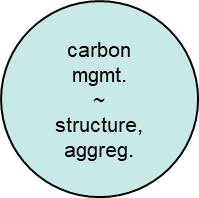 carbon
mgmt.
~
structure,
aggreg.